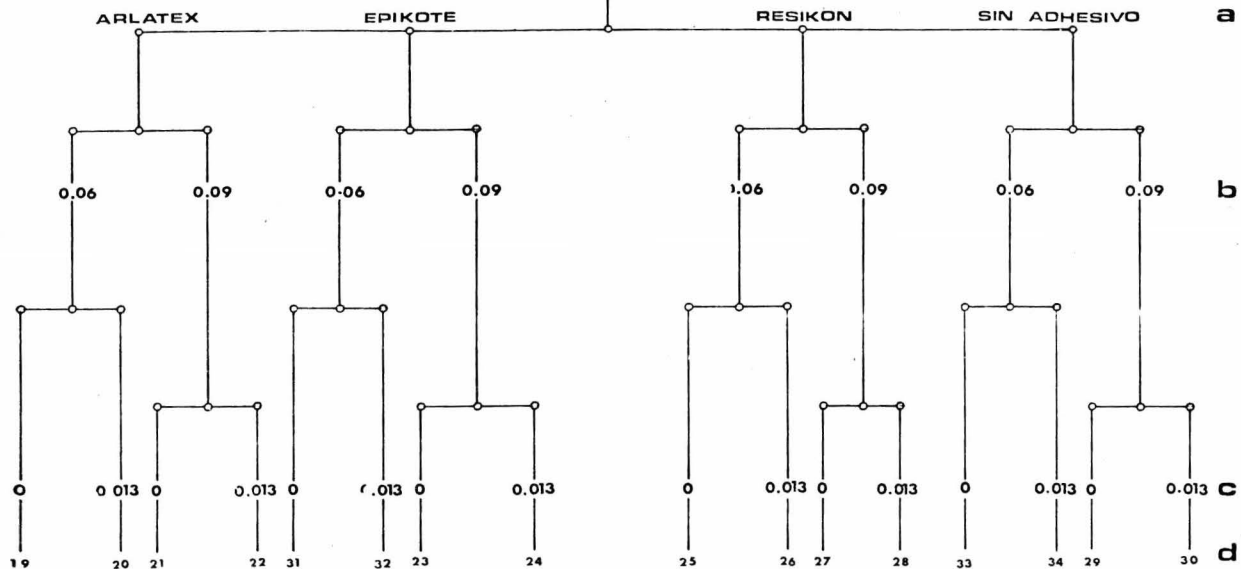 ARLATEX EPIKOTE RESIKON SIN ADHESIVO a
0.06 0.09 0.06 0.09 .06 0.09 0.06 0.09 b
0 0.013 0 0.013 0 .013 0 0.013 0 0.013 0 0.013 0 0.013 0 0.013 c
19 20 21 22 31 32 23 24 25 26 27 28 33 34 29 30 d